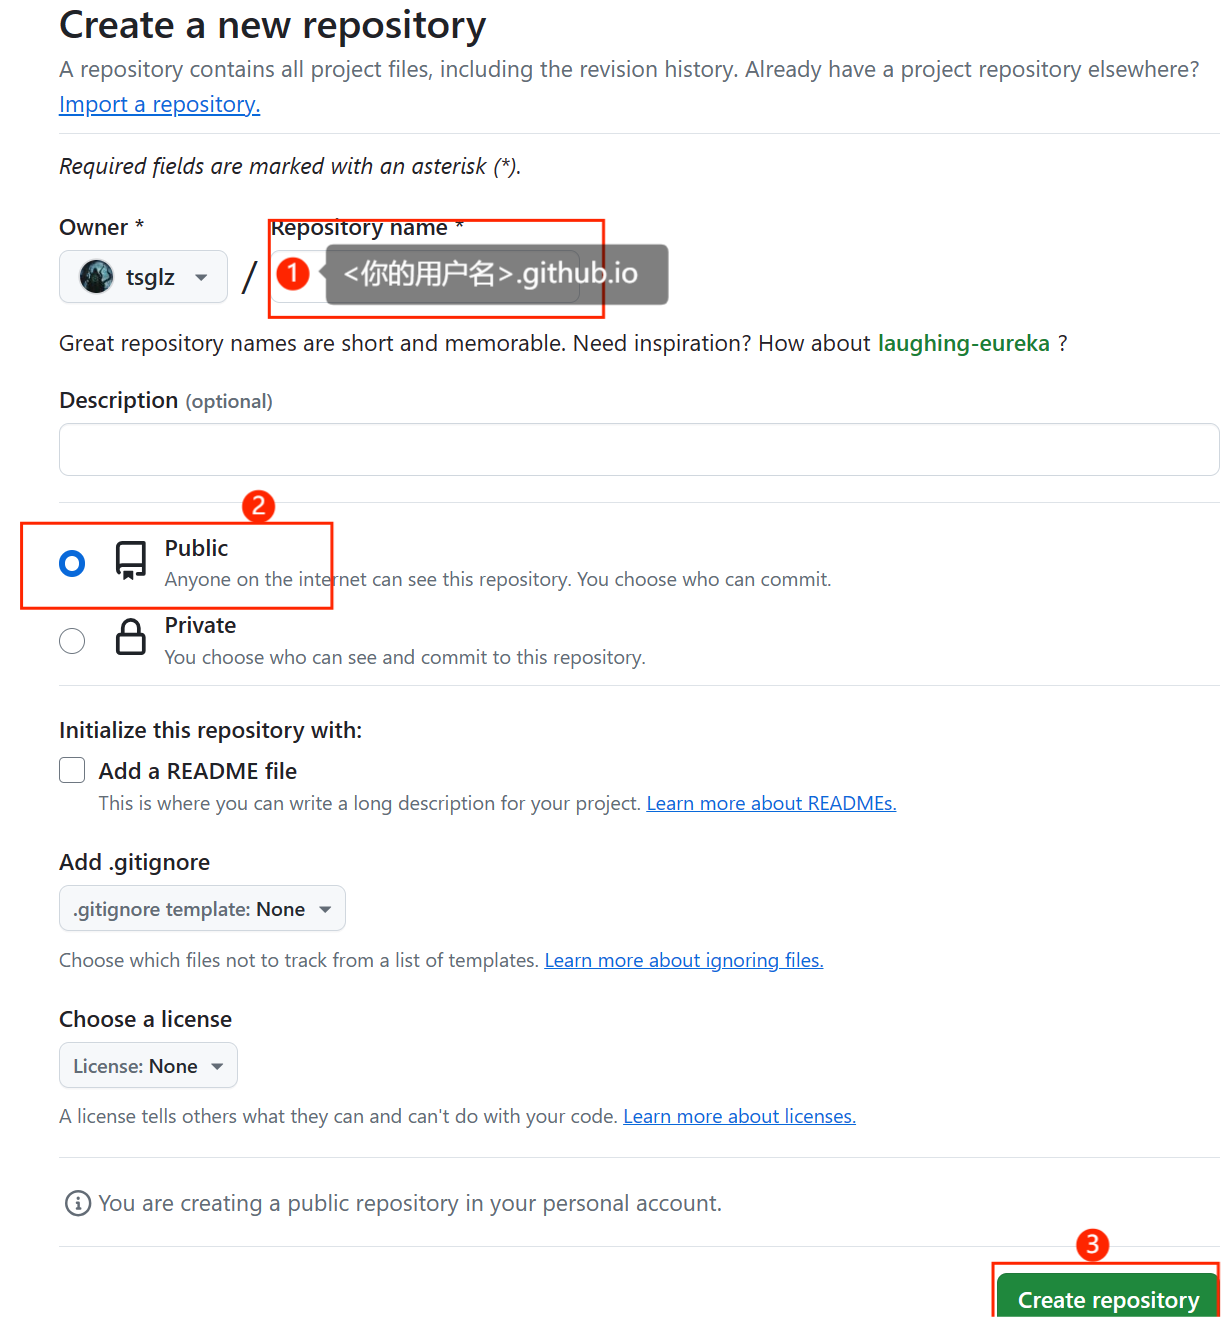 Create a new repository
A repository contains all project files, including the revision history. Already have a project repository elsewhere?
Import a repository.
Required fields are marked with an asterisk (*).
Owner *
Repository name *
tsglz
/
1
<你的用户名>.github.io
Great repository names are short and memorable. Need inspiration? How about laughing-eureka ?
Description (optional)
2
Public
Anyone on the internet can see this repository. You choose who can commit.
Private
You choose who can see and commit to this repository.
Initialize this repository with:
Add a README file
This is where you can write a long description for your project. Learn more about READMEs.
Add .gitignore
.gitignore template: None
Choose which files not to track from a list of templates. Learn more about ignoring files.
Choose a license
License: None
A license tells others what they can and can't do with your code. Learn more about licenses.
You are creating a public repository in your personal account.
3
Create repository